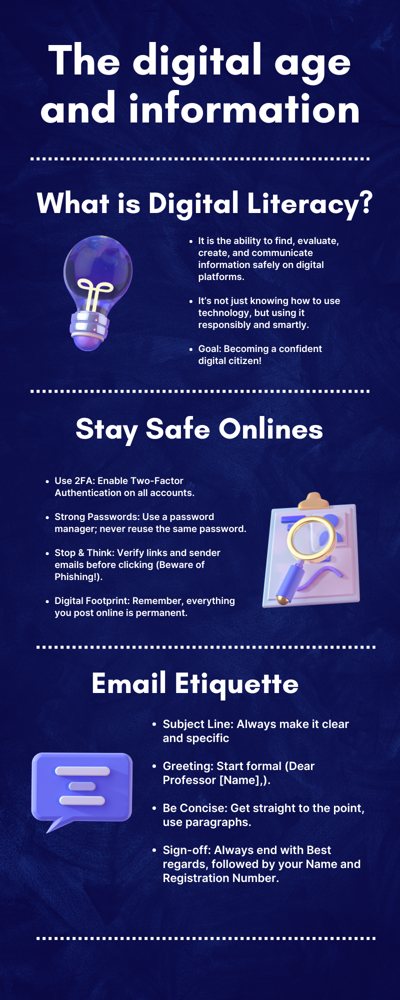 The digital age
and information
What is Digital Literacy?
• It is the ability to find, evaluate,
create, and communicate
information safely on digital
platforms.
• It’s not just knowing how to use
technology, but using it
responsibly and smartly.
• Goal: Becoming a confident
digital citizen!
Stay Safe Onlines
• Use 2FA: Enable Two-Factor
Authentication on all accounts.
• Strong Passwords: Use a password
manager; never reuse the same password.
• Stop & Think: Verify links and sender
emails before clicking (Beware of
Phishing!).
• Digital Footprint: Remember, everything
you post online is permanent.
Email Etiquette
• Subject Line: Always make it clear
and specific
• Greeting: Start formal (Dear
Professor [Name],).
• Be Concise: Get straight to the point,
use paragraphs.
• Sign-off: Always end with Best
regards, followed by your Name and
Registration Number.